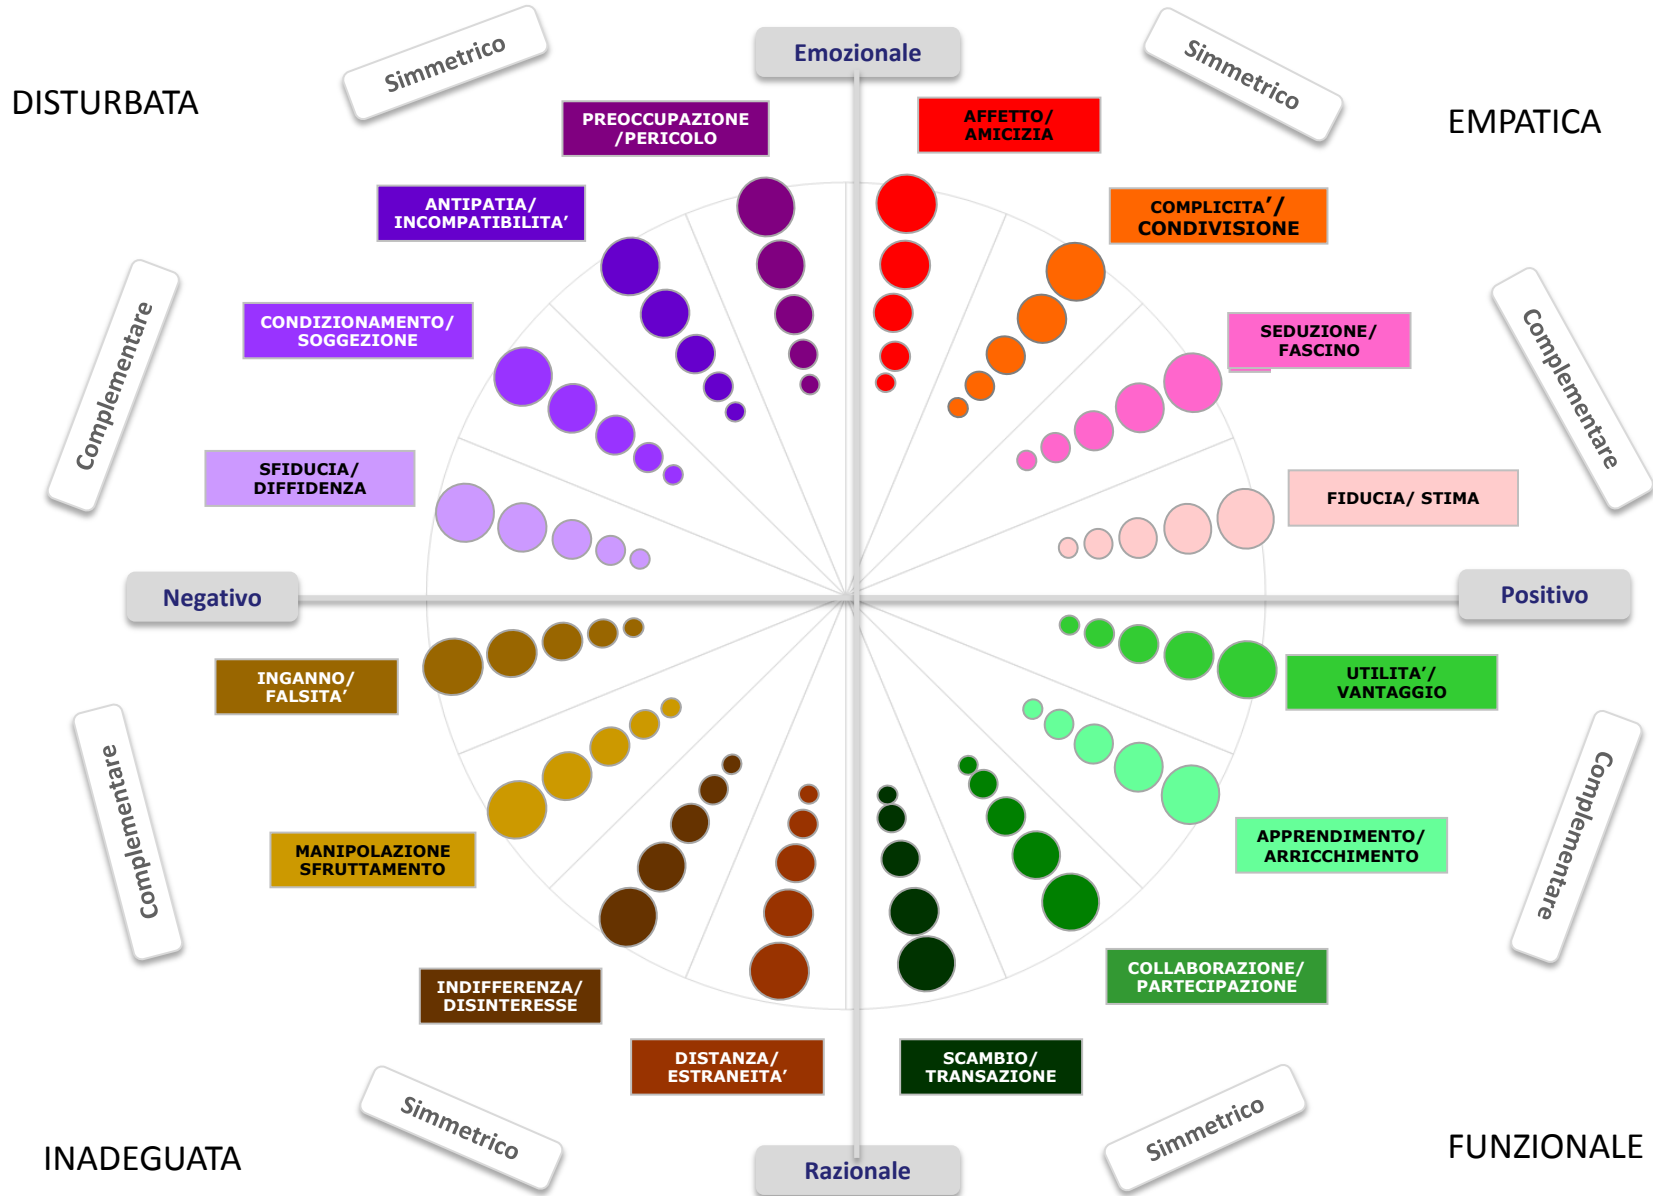 Simmetrico
Emozionale
Simmetrico
DISTURBATA
EMPATICA
PREOCCUPAZIONE
/PERICOLO
AFFETTO/
AMICIZIA
ANTIPATIA/
INCOMPATIBILITA’
COMPLICITA’/
CONDIVISIONE
Complementare
CONDIZIONAMENTO/
SOGGEZIONE
SEDUZIONE/
FASCINO
Complementare
SFIDUCIA/
DIFFIDENZA
FIDUCIA/ STIMA
Negativo
Positivo
INGANNO/
FALSITA’
UTILITA’/
VANTAGGIO
Complementare
MANIPOLAZIONE
SFRUTTAMENTO
APPRENDIMENTO/
ARRICCHIMENTO
Complementare
INDIFFERENZA/
DISINTERESSE
COLLABORAZIONE/
PARTECIPAZIONE
DISTANZA/
ESTRANEITA’
SCAMBIO/
TRANSAZIONE
Simmetrico
Simmetrico
INADEGUATA
Razionale
FUNZIONALE